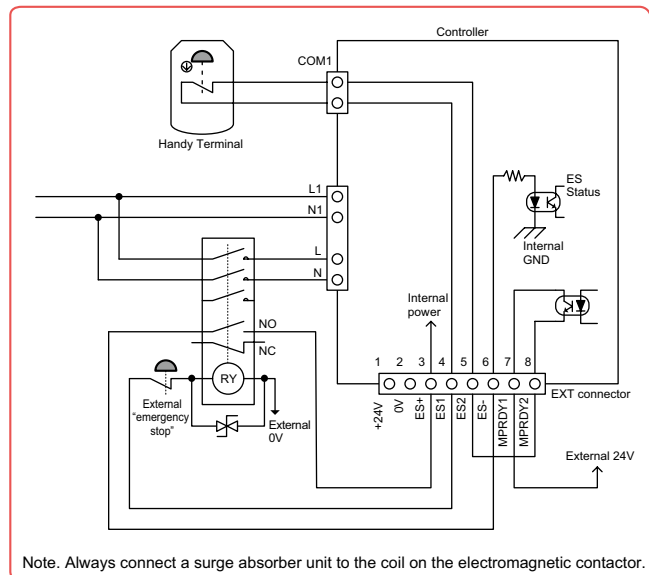 Controller
COM1
Handy Terminal
L1
N1
L
N
ES
Status
Internal
GND
Internal
power
NO
NC
RY
External
"emergency
stop"
External
0V
1 2 3 4 5 6 7 8
EXT connector
+24V
0V
ES+
ES1
ES2
ES-
MPRDY1
MPRDY2
External 24V
Note. Always connect a surge absorber unit to the coil on the electromagnetic contactor.